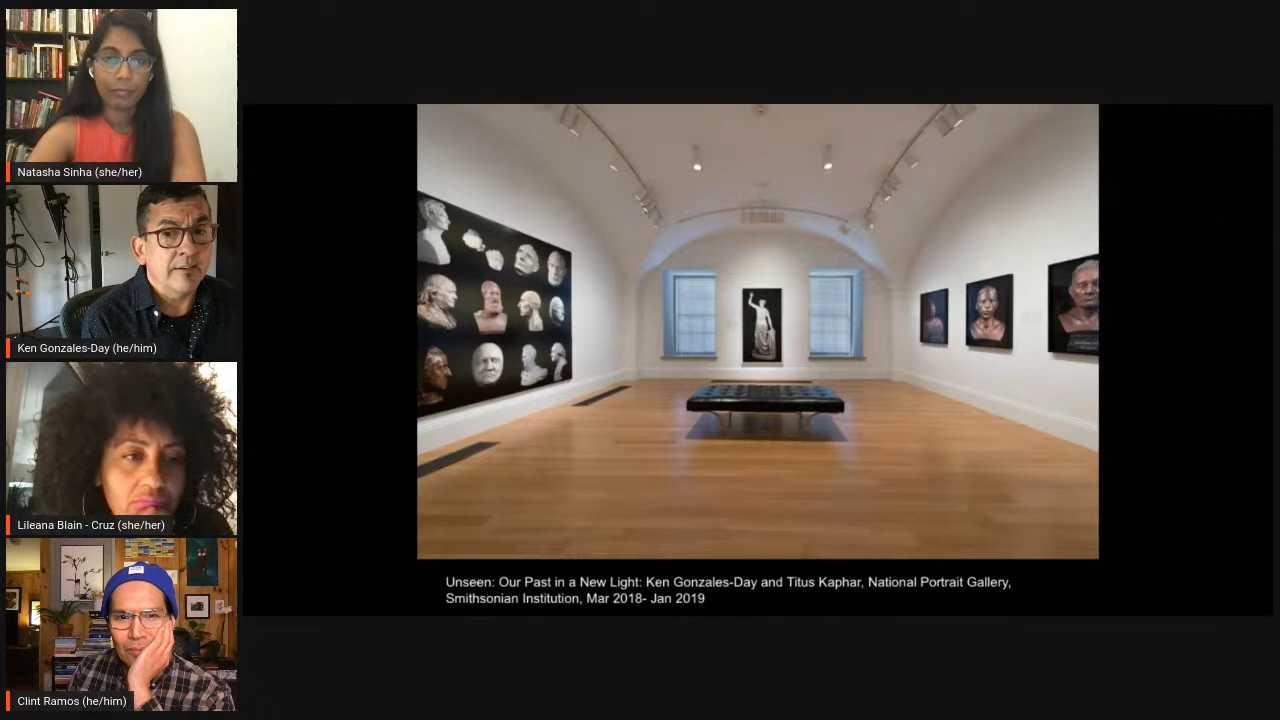 Natasha Sinha (she/her)
Ken Gonzales-Day (he/him)
Lileana Blain - Cruz (she/her)
Clint Ramos (he/him)
Unseen: Our Past in a New Light: Ken Gonzales-Day and Titus Kaphar, National Portrait Gallery,
Smithsonian Institution, Mar 2018- Jan 2019